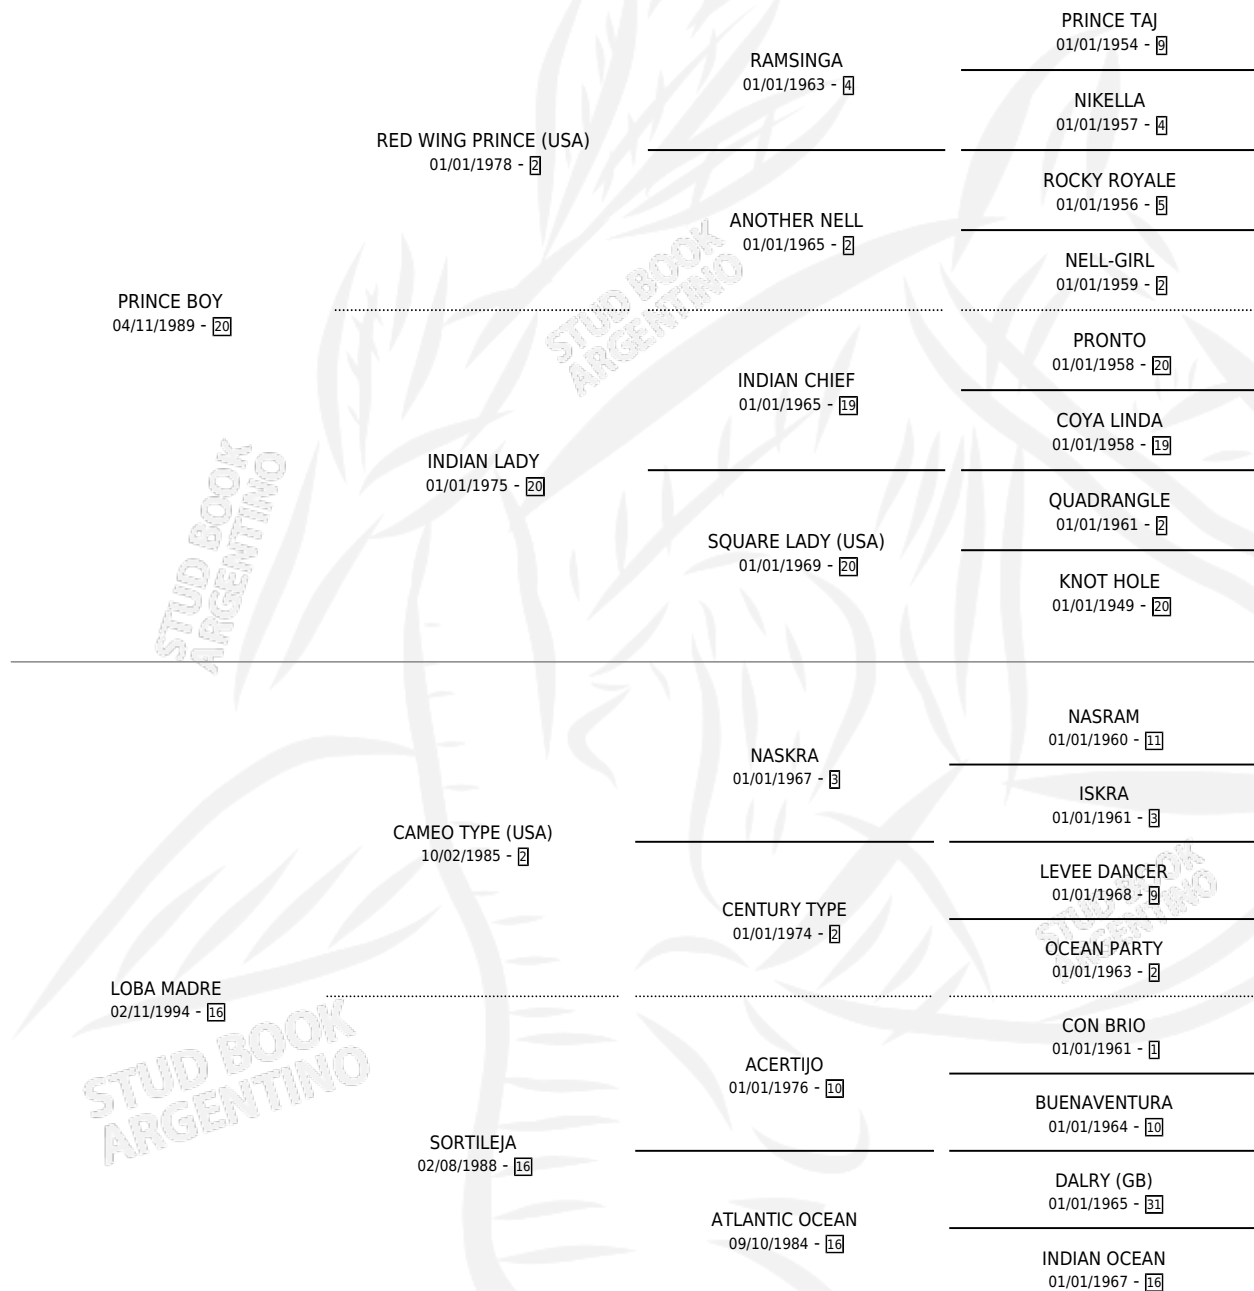 PRINCE TAJ
01/01/1954 - 9
RAMSINGA
01/01/1963 - 4
NIKELLA
01/01/1957 - 4
RED WING PRINCE (USA)
01/01/1978 - 2
ROCKY ROYALE
01/01/1956 - 5
ANOTHER NELL
01/01/1965 - 2
NELL-GIRL
01/01/1959 - 2
PRINCE BOY
04/11/1989 - 20
PRONTO
01/01/1958 - 20
INDIAN CHIEF
01/01/1965 - 19
COYA LINDA
01/01/1958 - 19
INDIAN LADY
01/01/1975 - 20
QUADRANGLE
01/01/1961 - 2
SQUARE LADY (USA)
01/01/1969 - 20
KNOT HOLE
01/01/1949 - 20
NASRAM
01/01/1960 - 11
NASKRA
01/01/1967 - 3
ISKRA
01/01/1961 - 3
CAMEO TYPE (USA)
10/02/1985 - 2
LEVEE DANCER
01/01/1968 - 9
CENTURY TYPE
01/01/1974 - 2
OCEAN PARTY
01/01/1963 - 2
LOBA MADRE
02/11/1994 - 16
CON BRIO
01/01/1961 - 1
ACERTIJO
01/01/1976 - 10
BUENAVENTURA
01/01/1964 - 10
SORTILEJA
02/08/1988 - 16
DALRY (GB)
01/01/1965 - 31
ATLANTIC OCEAN
09/10/1984 - 16
INDIAN OCEAN
01/01/1967 - 16
STUD BOOK
ARGENTINO
STUD BOOK
ARGENTINO
STUD BOOK
ARGENTINO
STUD BOOK
ARGENTINO